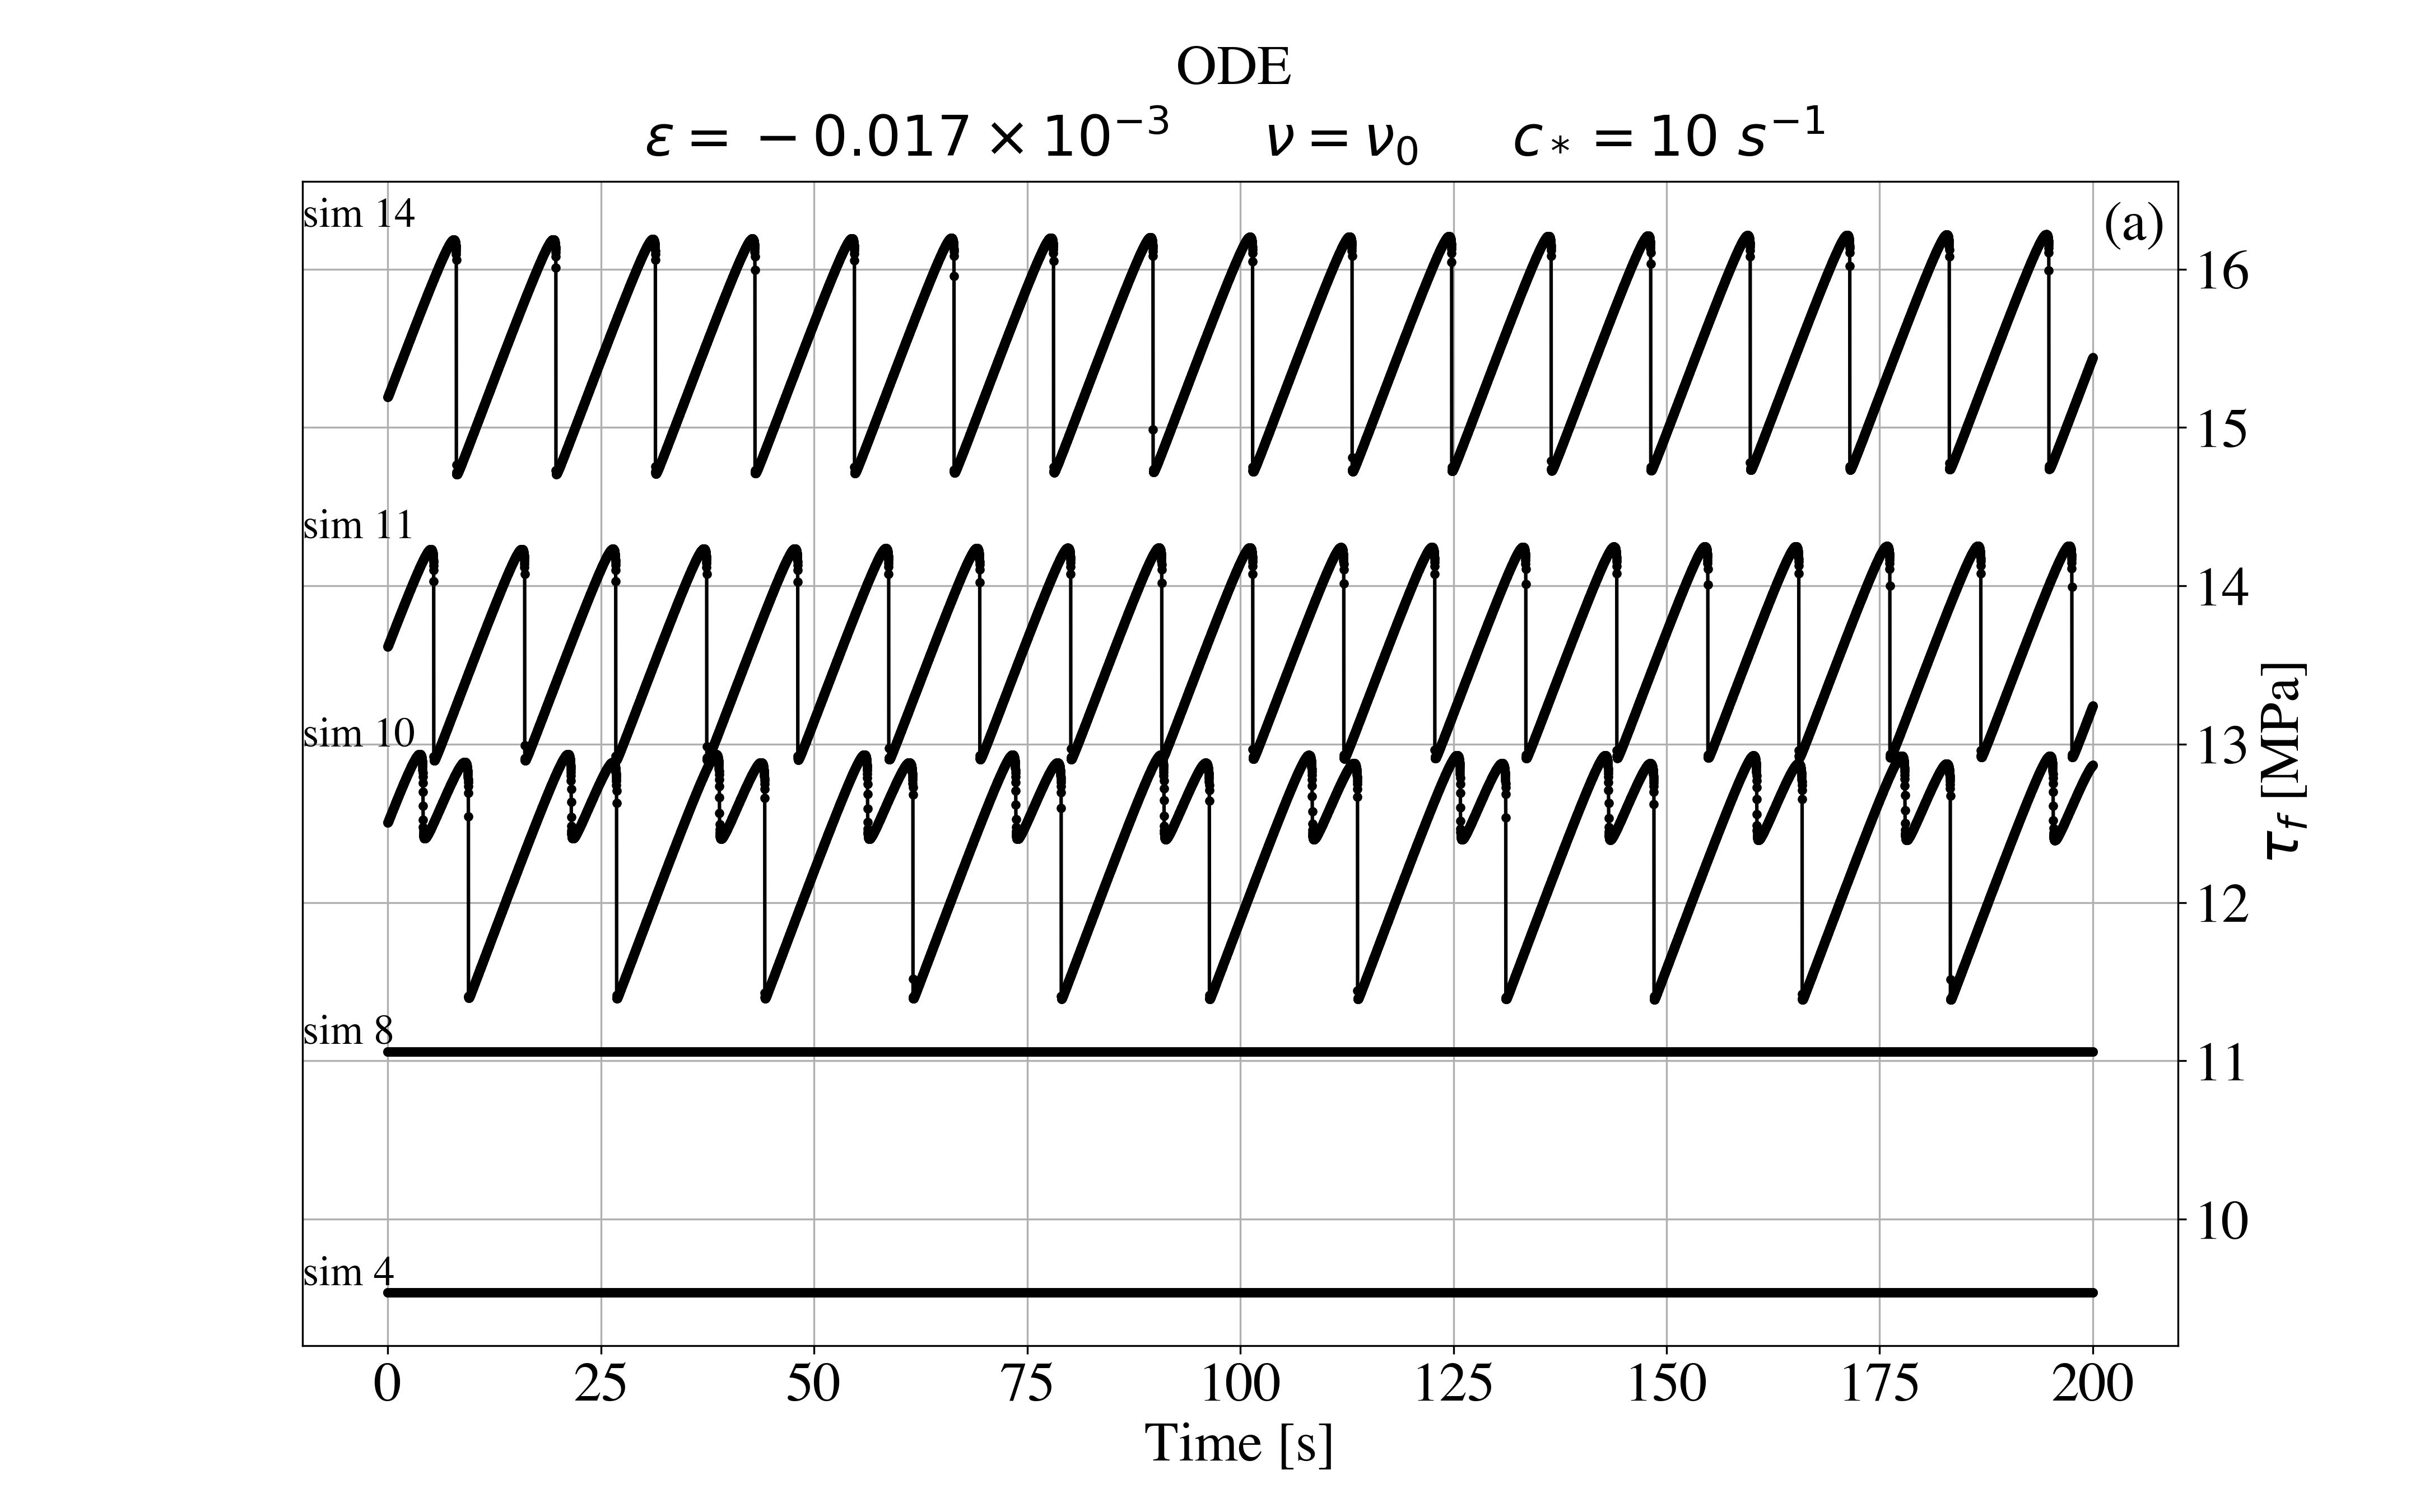 ODE
ε = − 0.017 × 10⁻³ ν = ν₀ c* = 10 s⁻¹
(a)
sim 14
sim 11
sim 10
sim 8
sim 4
16
15
14
13
12
11
10
τf [MPa]
0 25 50 75 100 125 150 175 200
Time [s]